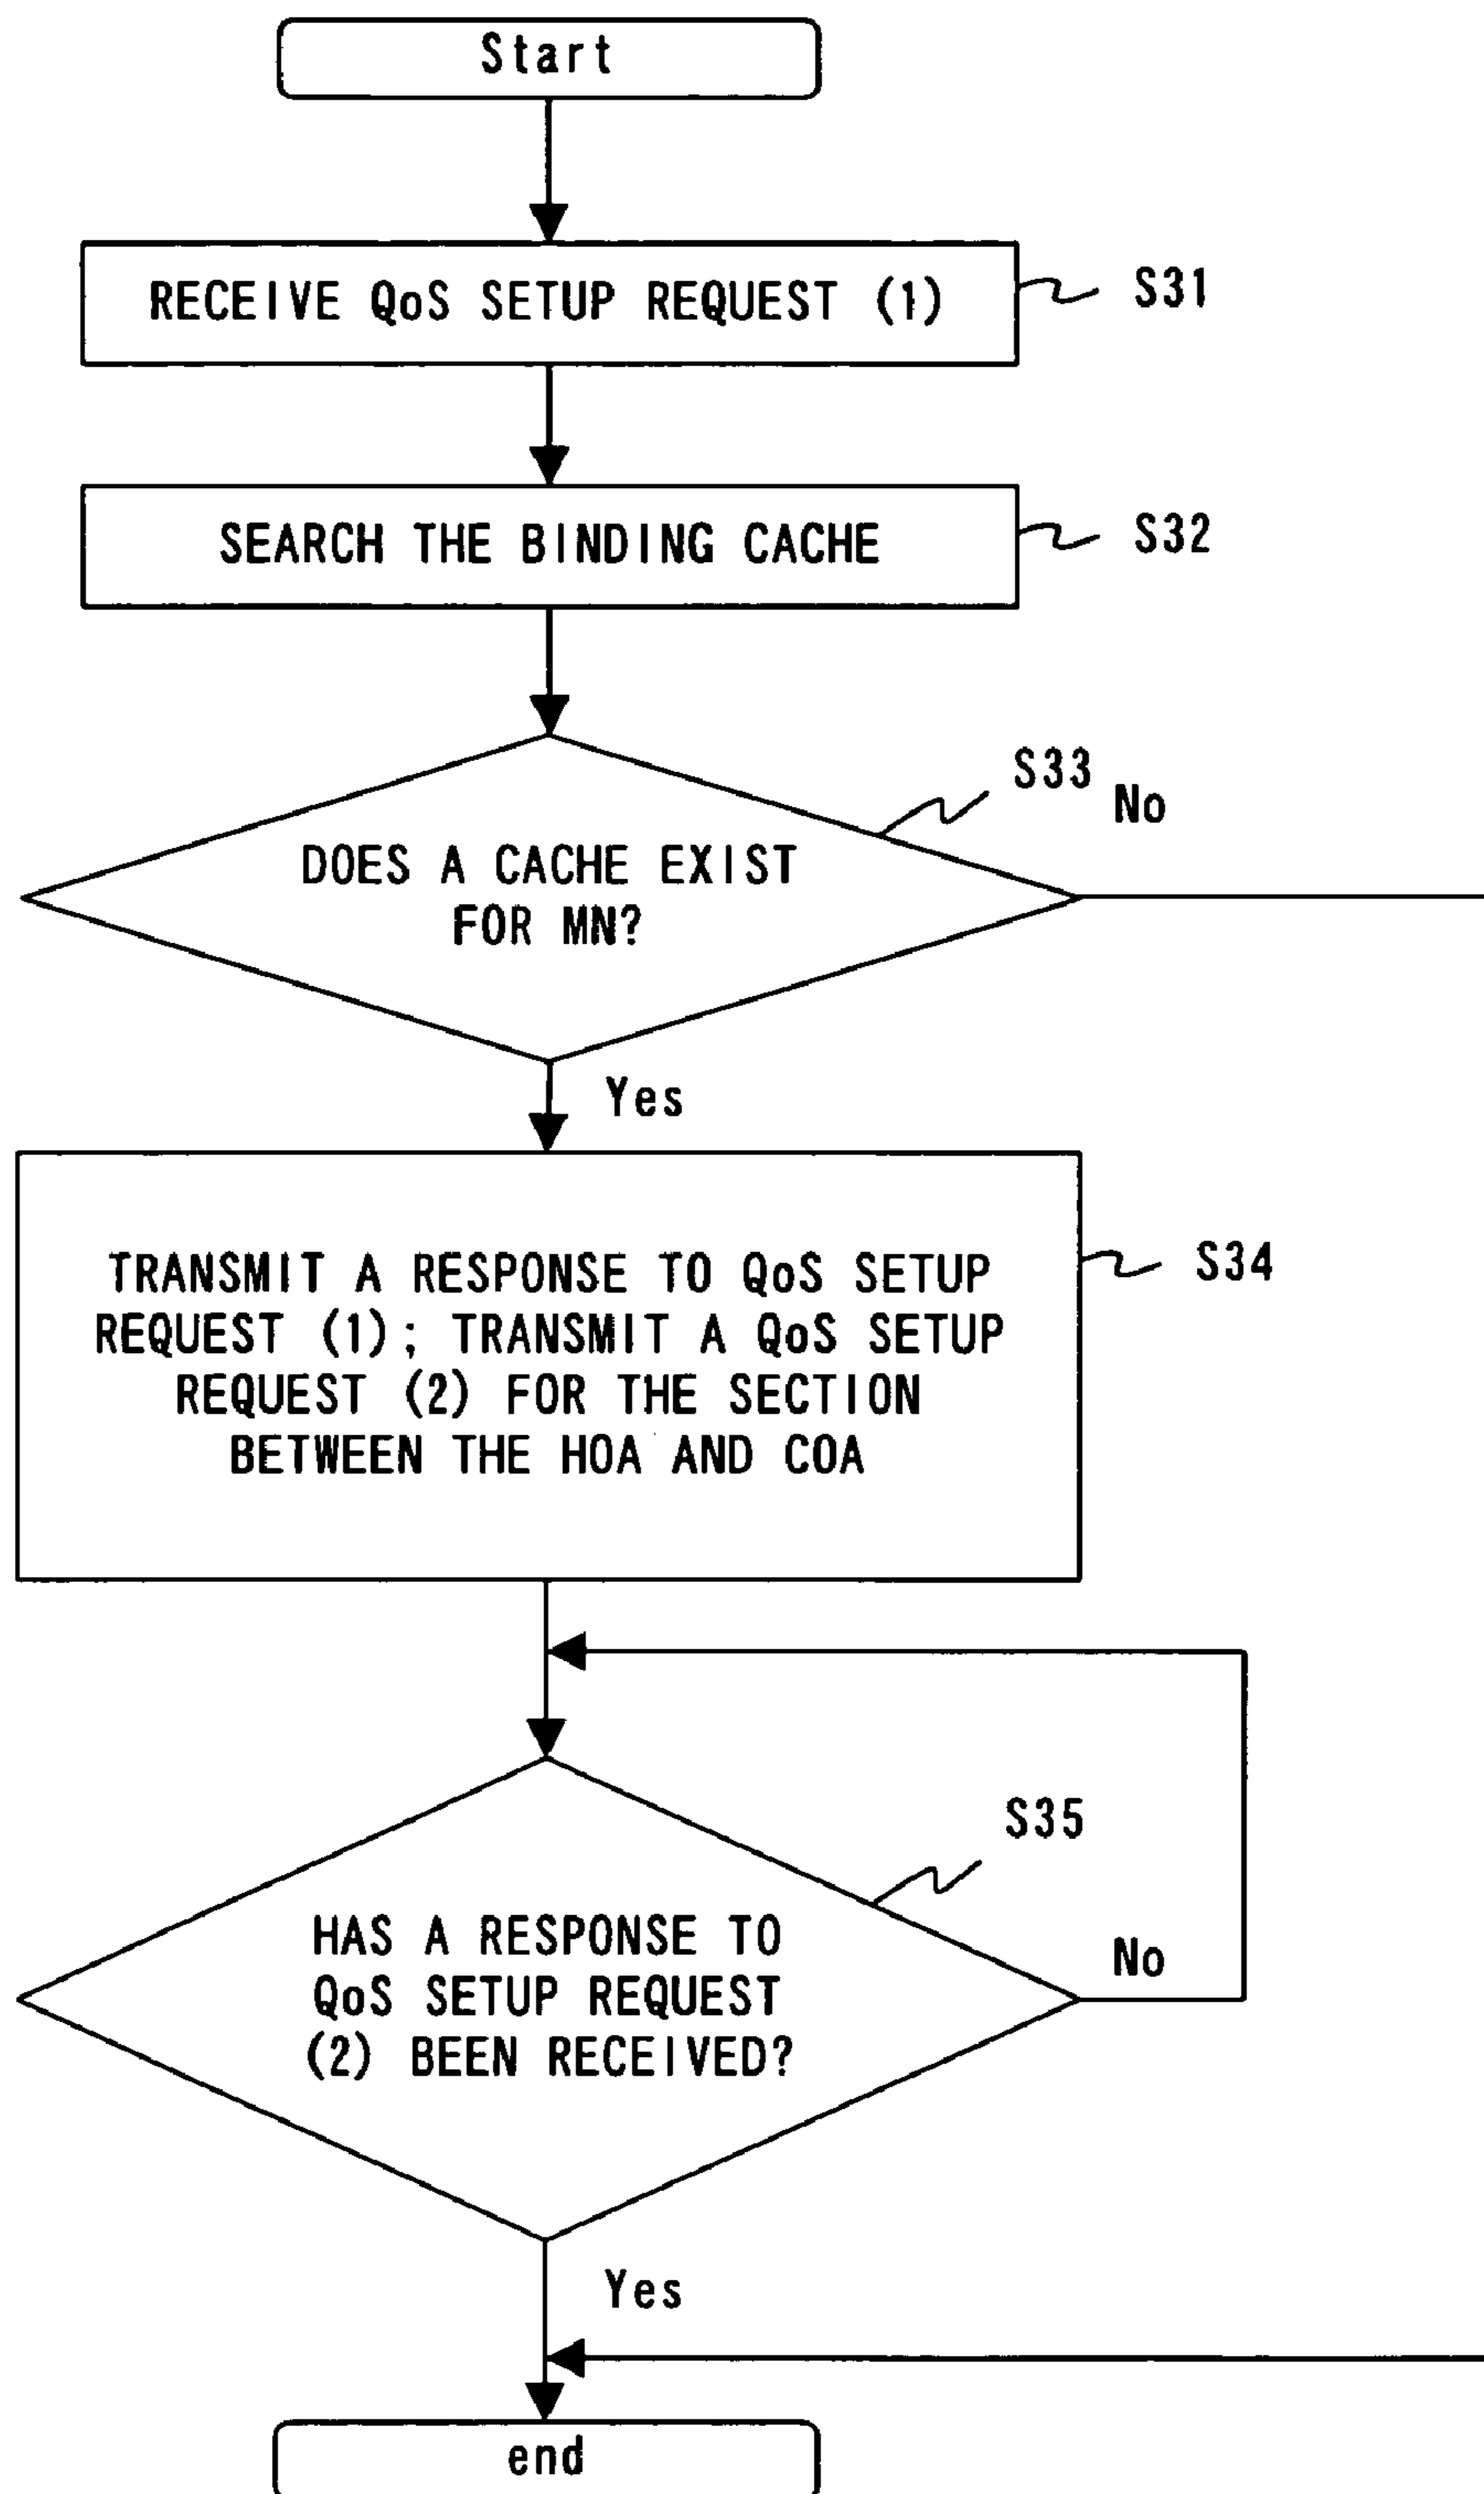 Start
RECEIVE QoS SETUP REQUEST (1)
S31
SEARCH THE BINDING CACHE
S32
S33
No
DOES A CACHE EXIST
FOR MN?
Yes
TRANSMIT A RESPONSE TO QoS SETUP
REQUEST (1); TRANSMIT A QoS SETUP
REQUEST (2) FOR THE SECTION
BETWEEN THE HOA AND COA
S34
S35
HAS A RESPONSE TO
QoS SETUP REQUEST
(2) BEEN RECEIVED?
No
Yes
end